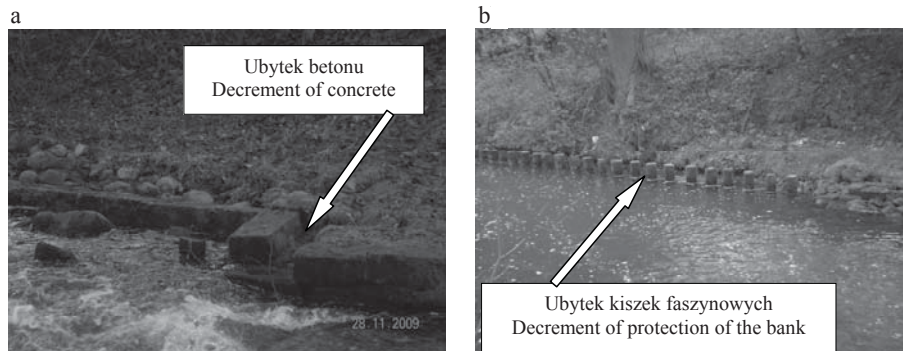 a
Ubytek betonu
Decrement of concrete
28.11.2009
b
Ubytek kiszek faszynowych
Decrement of protection of the bank